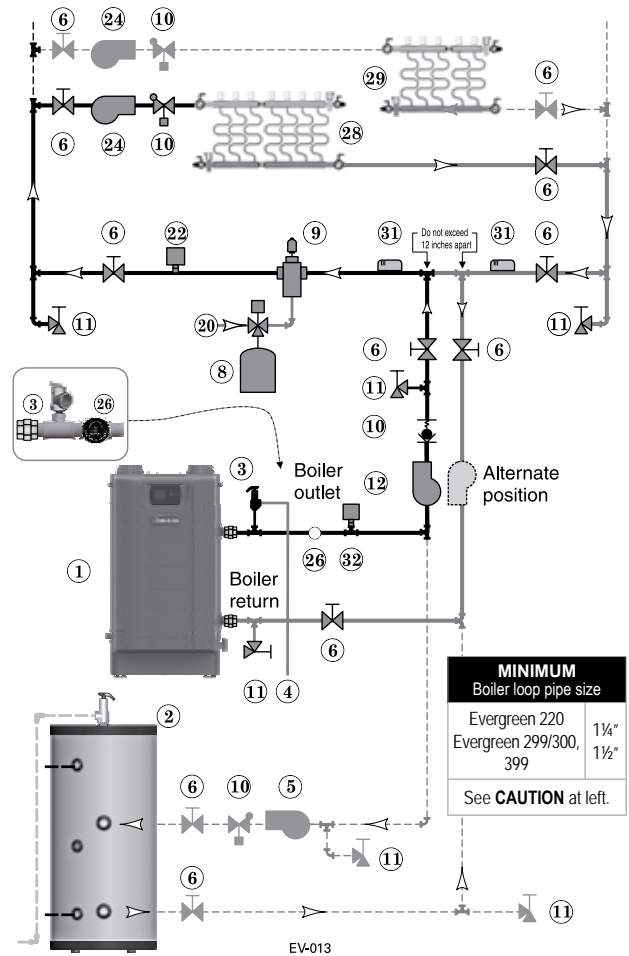 6 24 10
29
6
6 24 10
28
6
6 22 9 31 Do not exceed 12 inches apart 31 6
11 20 8 11
6 6
11
10
3 26
3 Boiler
outlet
12 Alternate
position
26 32
1
Boiler
return
6
11 4
2
MINIMUM
Boiler loop pipe size
Evergreen 220 1¼"
Evergreen 299/300, 1½"
399
See CAUTION at left.
6 10 5
11
6
11
EV-013